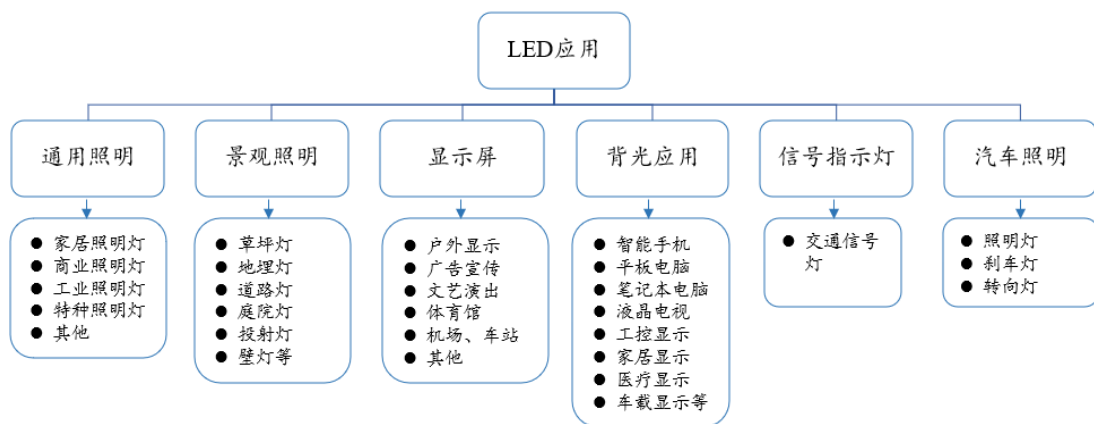 LED应用
通用照明
景观照明
显示屏
背光应用
信号指示灯
汽车照明
● 家居照明灯
● 商业照明灯
● 工业照明灯
● 特种照明灯
● 其他
● 草坪灯
● 地埋灯
● 道路灯
● 庭院灯
● 投射灯
● 壁灯等
● 户外显示
● 广告宣传
● 文艺演出
● 体育馆
● 机场、车站
● 其他
● 智能手机
● 平板电脑
● 笔记本电脑
● 液晶电视
● 工控显示
● 家居显示
● 医疗显示
● 车载显示等
● 交通信号
灯
● 照明灯
● 刹车灯
● 转向灯